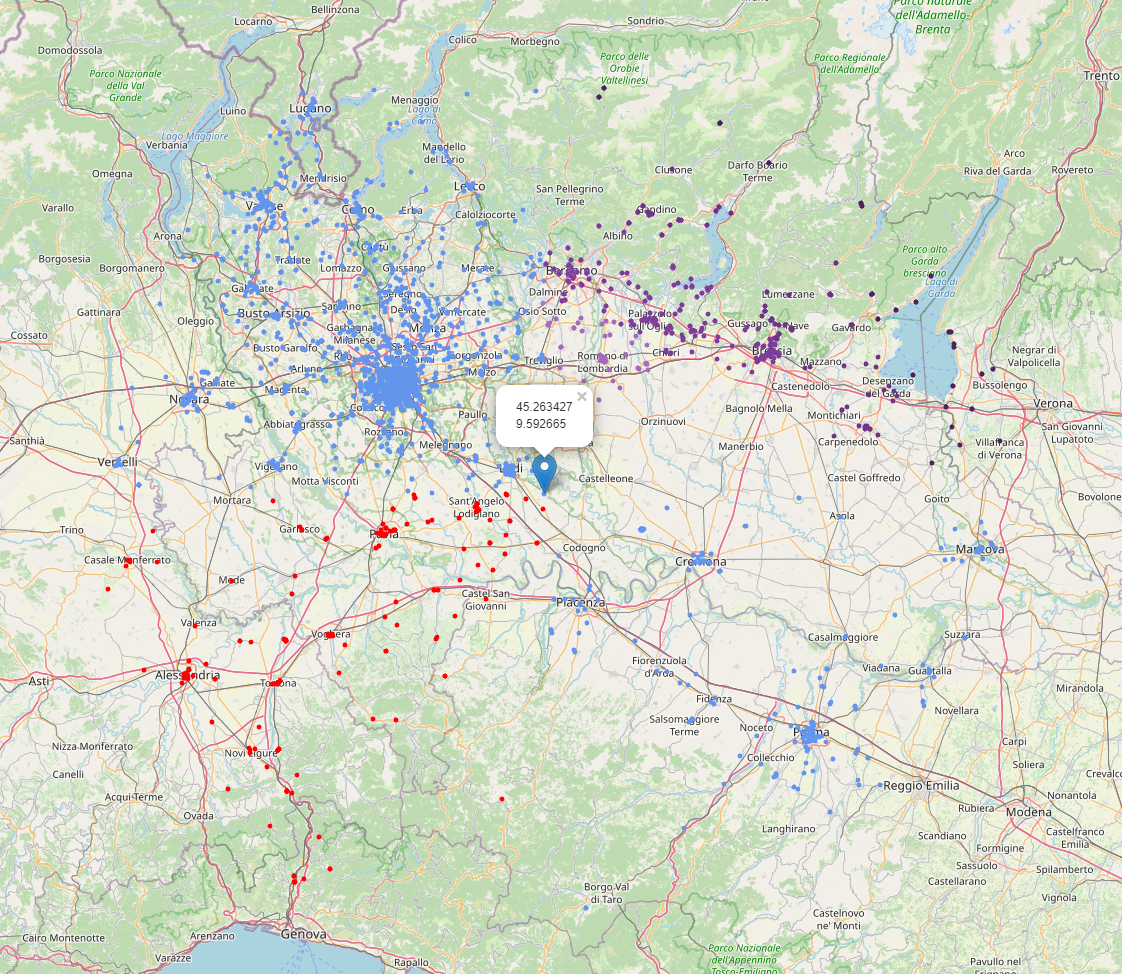 Bellinzona
Locarno
Parco naturale
dell'Adamello-
Brenta
Sondrio
Domodossola
Colico
Morbegno
Parco delle
Orobie
Valtellinesi
Parco Regionale
dell'Adamello
Trento
Parco Nazionale
della Val
Grande
Luino
Lugano
Menaggio
Lago di
Como
Lago Maggiore
Verbania
Mandello
del Lario
Arco
Omegna
Mendrisio
Clusone
Darfo Boario
Terme
Riva del Garda
Rovereto
Lecco
San Pellegrino
Terme
Varallo
Varese
Como
Erba
Calolziocorte
Gandino
Arona
Albino
Cantù
Parco alto
Garda
bresciano
Borgosesia
Borgomanero
Tradate
Lomazzo
Giussano
Merate
Bergamo
Lago di
Garda
Gallarate
Seregno
Dalmine
Lumezzane
Gattinara
Busto Arsizio
Saronno
Desio
Vimercate
Osio Sotto
Palazzolo
sull'Oglio
Oleggio
Garbagnate
Milanese
Monza
Gussago
Nave
Gavardo
Cossato
Busto Garolfo
Rho
Sesto San
Giovanni
Gorgonzola
Treviglio
Romano di
Lombardia
Chiari
Brescia
Mazzano
Negrar di
Valpolicella
Arluno
Melzo
Galliate
Magenta
Castenedolo
Desenzano
del Garda
Bussolengo
Novara
45.263427
9.592665
Verona
Abbiategrasso
Rozzano
Paullo
Bagnolo Mella
Montichiari
Orzinuovi
San Giovanni
Lupatoto
Santhià
Melegnano
Manerbio
Carpenedolo
Villafranca
di Verona
Vercelli
Vigevano
Lodi
Motta Visconti
Castelleone
Castel Goffredo
Mortara
Sant'Angelo
Lodigiano
Goito
Bovolone
Asola
Trino
Garlasco
Pavia
Casale Monferrato
Codogno
Cremona
Mantova
Mede
Castel San
Giovanni
Piacenza
Valenza
Voghera
Casalmaggiore
Suzzara
Asti
Alessandria
Tortona
Fiorenzuola
d'Arda
Viadana
Guastalla
Mirandola
Fidenza
Novellara
Salsomaggiore
Terme
Noceto
Parma
Nizza Monferrato
Novi Ligure
Collecchio
Carpi
Soliera
Canelli
Crevalco
Reggio Emilia
Nonantola
Acqui Terme
Rubiera
Modena
Ovada
Langhirano
Scandiano
Castelfranco
Emilia
Formigine
Sassuolo
Spilamberto
Castellarano
Borgo Val
di Taro
Vignola
Castelnovo
ne' Monti
Cairo Montenotte
Arenzano
Genova
Varazze
Rapallo
Parco Nazionale
dell'Appennino
Tosco-Emiliano
Pavullo nel
Frignano